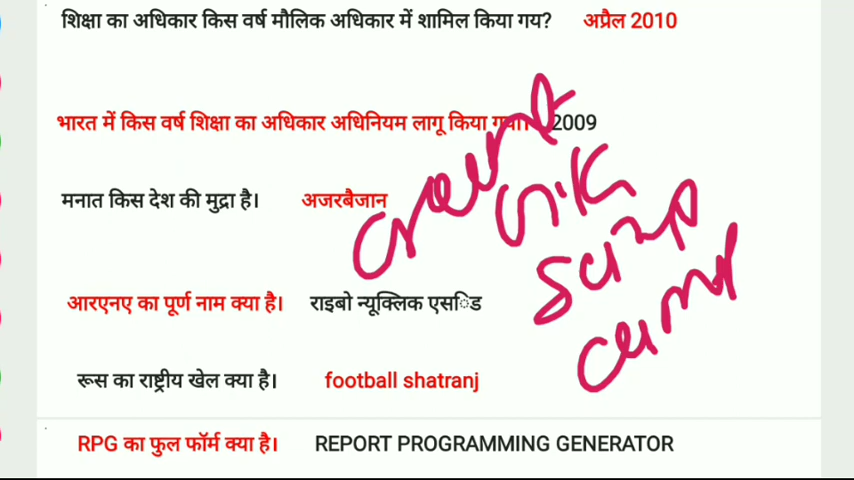 शिक्षा का अधिकार किस वर्ष मौलिक अधिकार में शामिल किया गय? अप्रैल 2010
भारत में किस वर्ष शिक्षा का अधिकार अधिनियम लागू किया गया। 2009
मनात किस देश की मुद्रा है। अजरबैजान
आरएनए का पूर्ण नाम क्या है। राइबो न्यूक्लिक एसिड
रूस का राष्ट्रीय खेल क्या है। football shatranj
RPG का फुल फॉर्म क्या है। REPORT PROGRAMMING GENERATOR